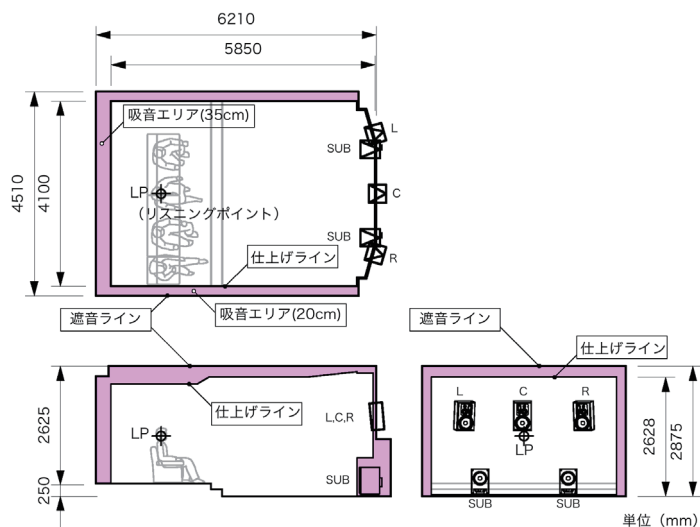 6210
5850
4510
4100
吸音エリア(35cm)
L
SUB
LP
C
（リスニングポイント）
SUB
R
仕上げライン
吸音エリア(20cm)
遮音ライン
遮音ライン
仕上げライン
仕上げライン
2625
250
LP
L,C,R
SUB
L
C
R
LP
SUB
SUB
2628
2875
単位（mm）